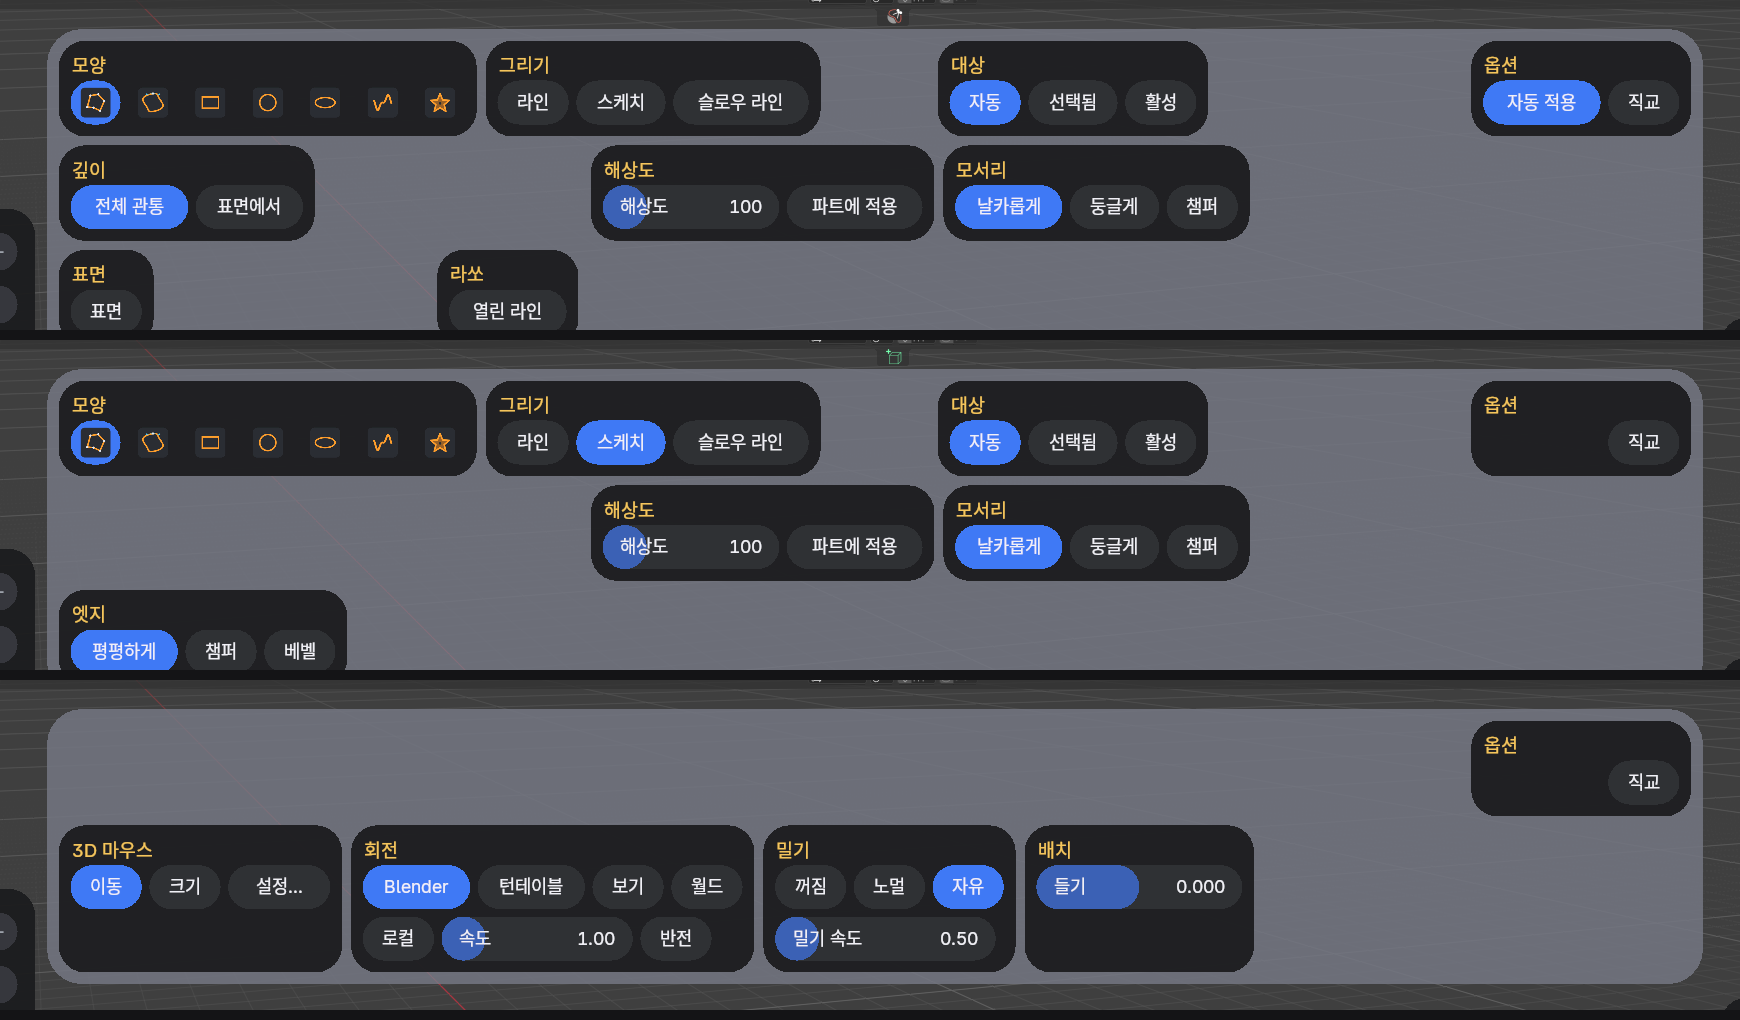 모양 그리기 대상 옵션
라인 스케치 슬로우 라인 자동 선택됨 활성 자동 적용 직교
깊이 해상도 모서리
전체 관통 표면에서 해상도 100 파트에 적용 날카롭게 둥글게 챔퍼
표면 라쏘
표면 열린 라인
모양 그리기 대상 옵션
라인 스케치 슬로우 라인 자동 선택됨 활성 직교
해상도 모서리
해상도 100 파트에 적용 날카롭게 둥글게 챔퍼
엣지
평평하게 챔퍼 베벨
옵션
직교
3D 마우스 회전 밀기 배치
이동 크기 설정... Blender 턴테이블 보기 월드 꺼짐 노멀 자유 들기 0.000
로컬 속도 1.00 반전 밀기 속도 0.50